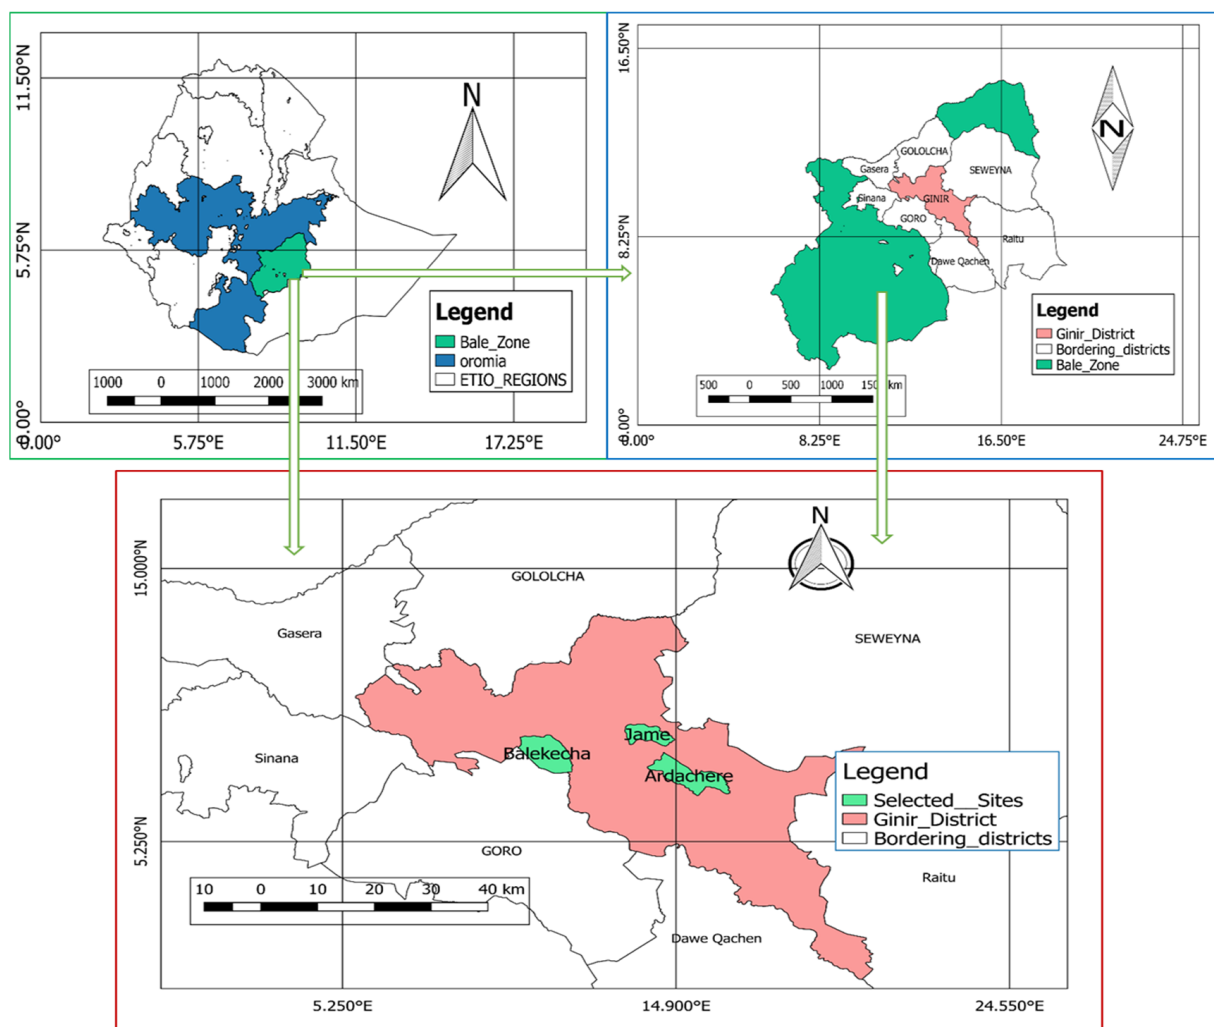 11.50°N
5.75°N
0.00°
0.00°
5.75°E
11.50°E
17.25°E
N
Legend
Bale_Zone
oromia
ETIO_REGIONS
1000 0 1000 2000 3000 km
16.50°N
8.25°N
0.00°
0.00°
8.25°E
16.50°E
24.75°E
N
GOLOLCHA
Gasera
SEWEYNA
Sinana
GINIR
GORO
Raitu
Dawe Qachen
Legend
Ginir_District
Bordering_districts
Bale_Zone
500 0 500 1000 1500 km
15.000°N
5.250°N
N
GOLOLCHA
Gasera
SEWEYNA
Sinana
Jame
Balekecha
Ardachere
Legend
Selected__Sites
Ginir_District
Bordering_districts
GORO
Raitu
10 0 10 20 30 40 km
Dawe Qachen
5.250°E
14.900°E
24.550°E